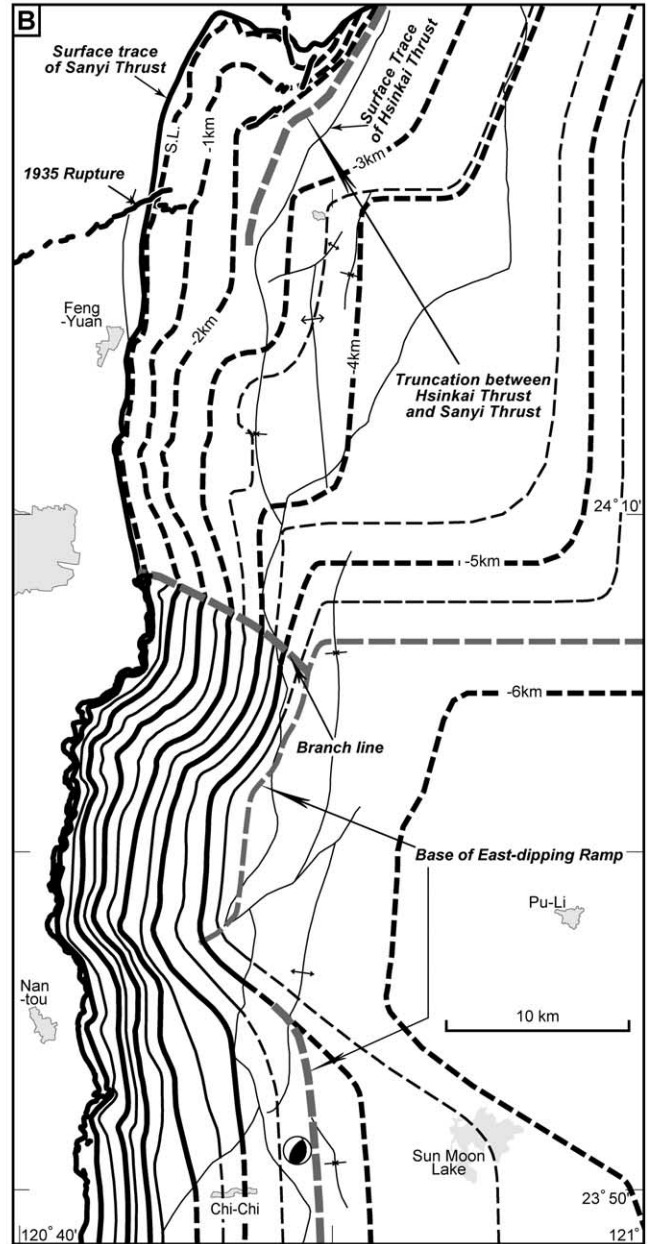 B
Surface trace
of Sanyi Thrust
Surface Trace
of Hsinkai Thrust
S.L.
-1km
-3km
1935 Rupture
Feng
-Yuan
-2km
-4km
Truncation between
Hsinkai Thrust
and Sanyi Thrust
24° 10'
-5km
-6km
Branch line
Base of East-dipping Ramp
Pu-Li
Nan
-tou
10 km
Sun Moon
Lake
Chi-Chi
23° 50'
120° 40'
121°